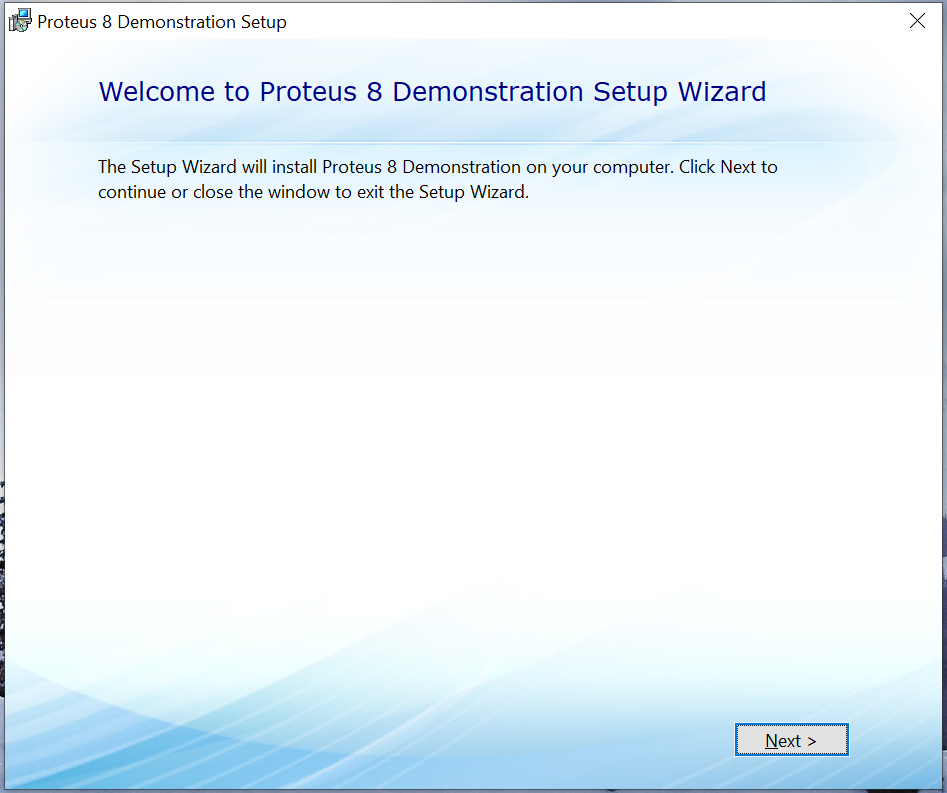 Proteus 8 Demonstration Setup
Welcome to Proteus 8 Demonstration Setup Wizard
The Setup Wizard will install Proteus 8 Demonstration on your computer. Click Next to
continue or close the window to exit the Setup Wizard.
Next >